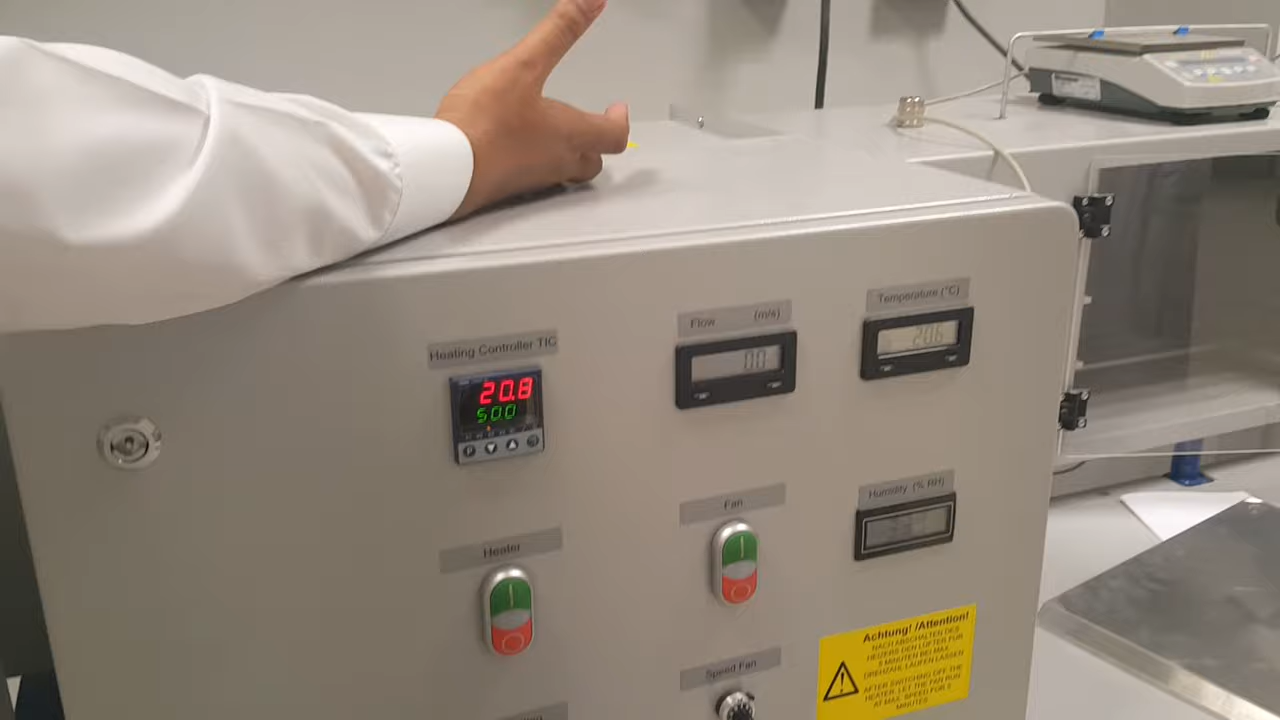 Temperature (°C)
Flow (m/s)
20.6
0.0
Heating Controller TIC
20.8
50.0
P
Humidity (% RH)
Fan
Heater
Achtung! /Attention!
NACH ABSCHALTEN DES
HEIZERS DEN LÜFTER FÜR
5 MINUTEN BEI MAX.
DREHZAHL LAUFEN LASSEN
AFTER SWITCHING OFF THE
HEATER, LET THE FAN RUN
AT MAX. SPEED FOR 5
MINUTES
Speed Fan